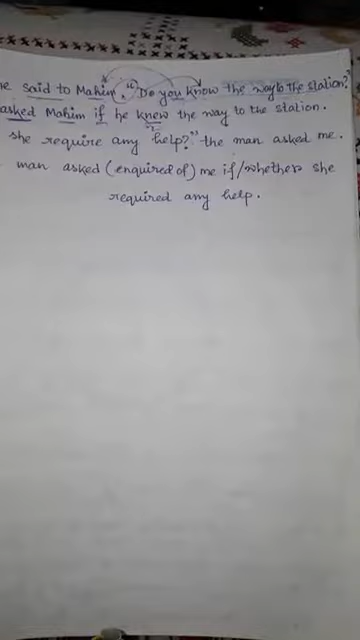 said to Mahim, "Do you know the way to the station?"
asked Mahim if he knew the way to the station.
she require any help?" the man asked me.
man asked (enquired of) me if/whether she
required any help.